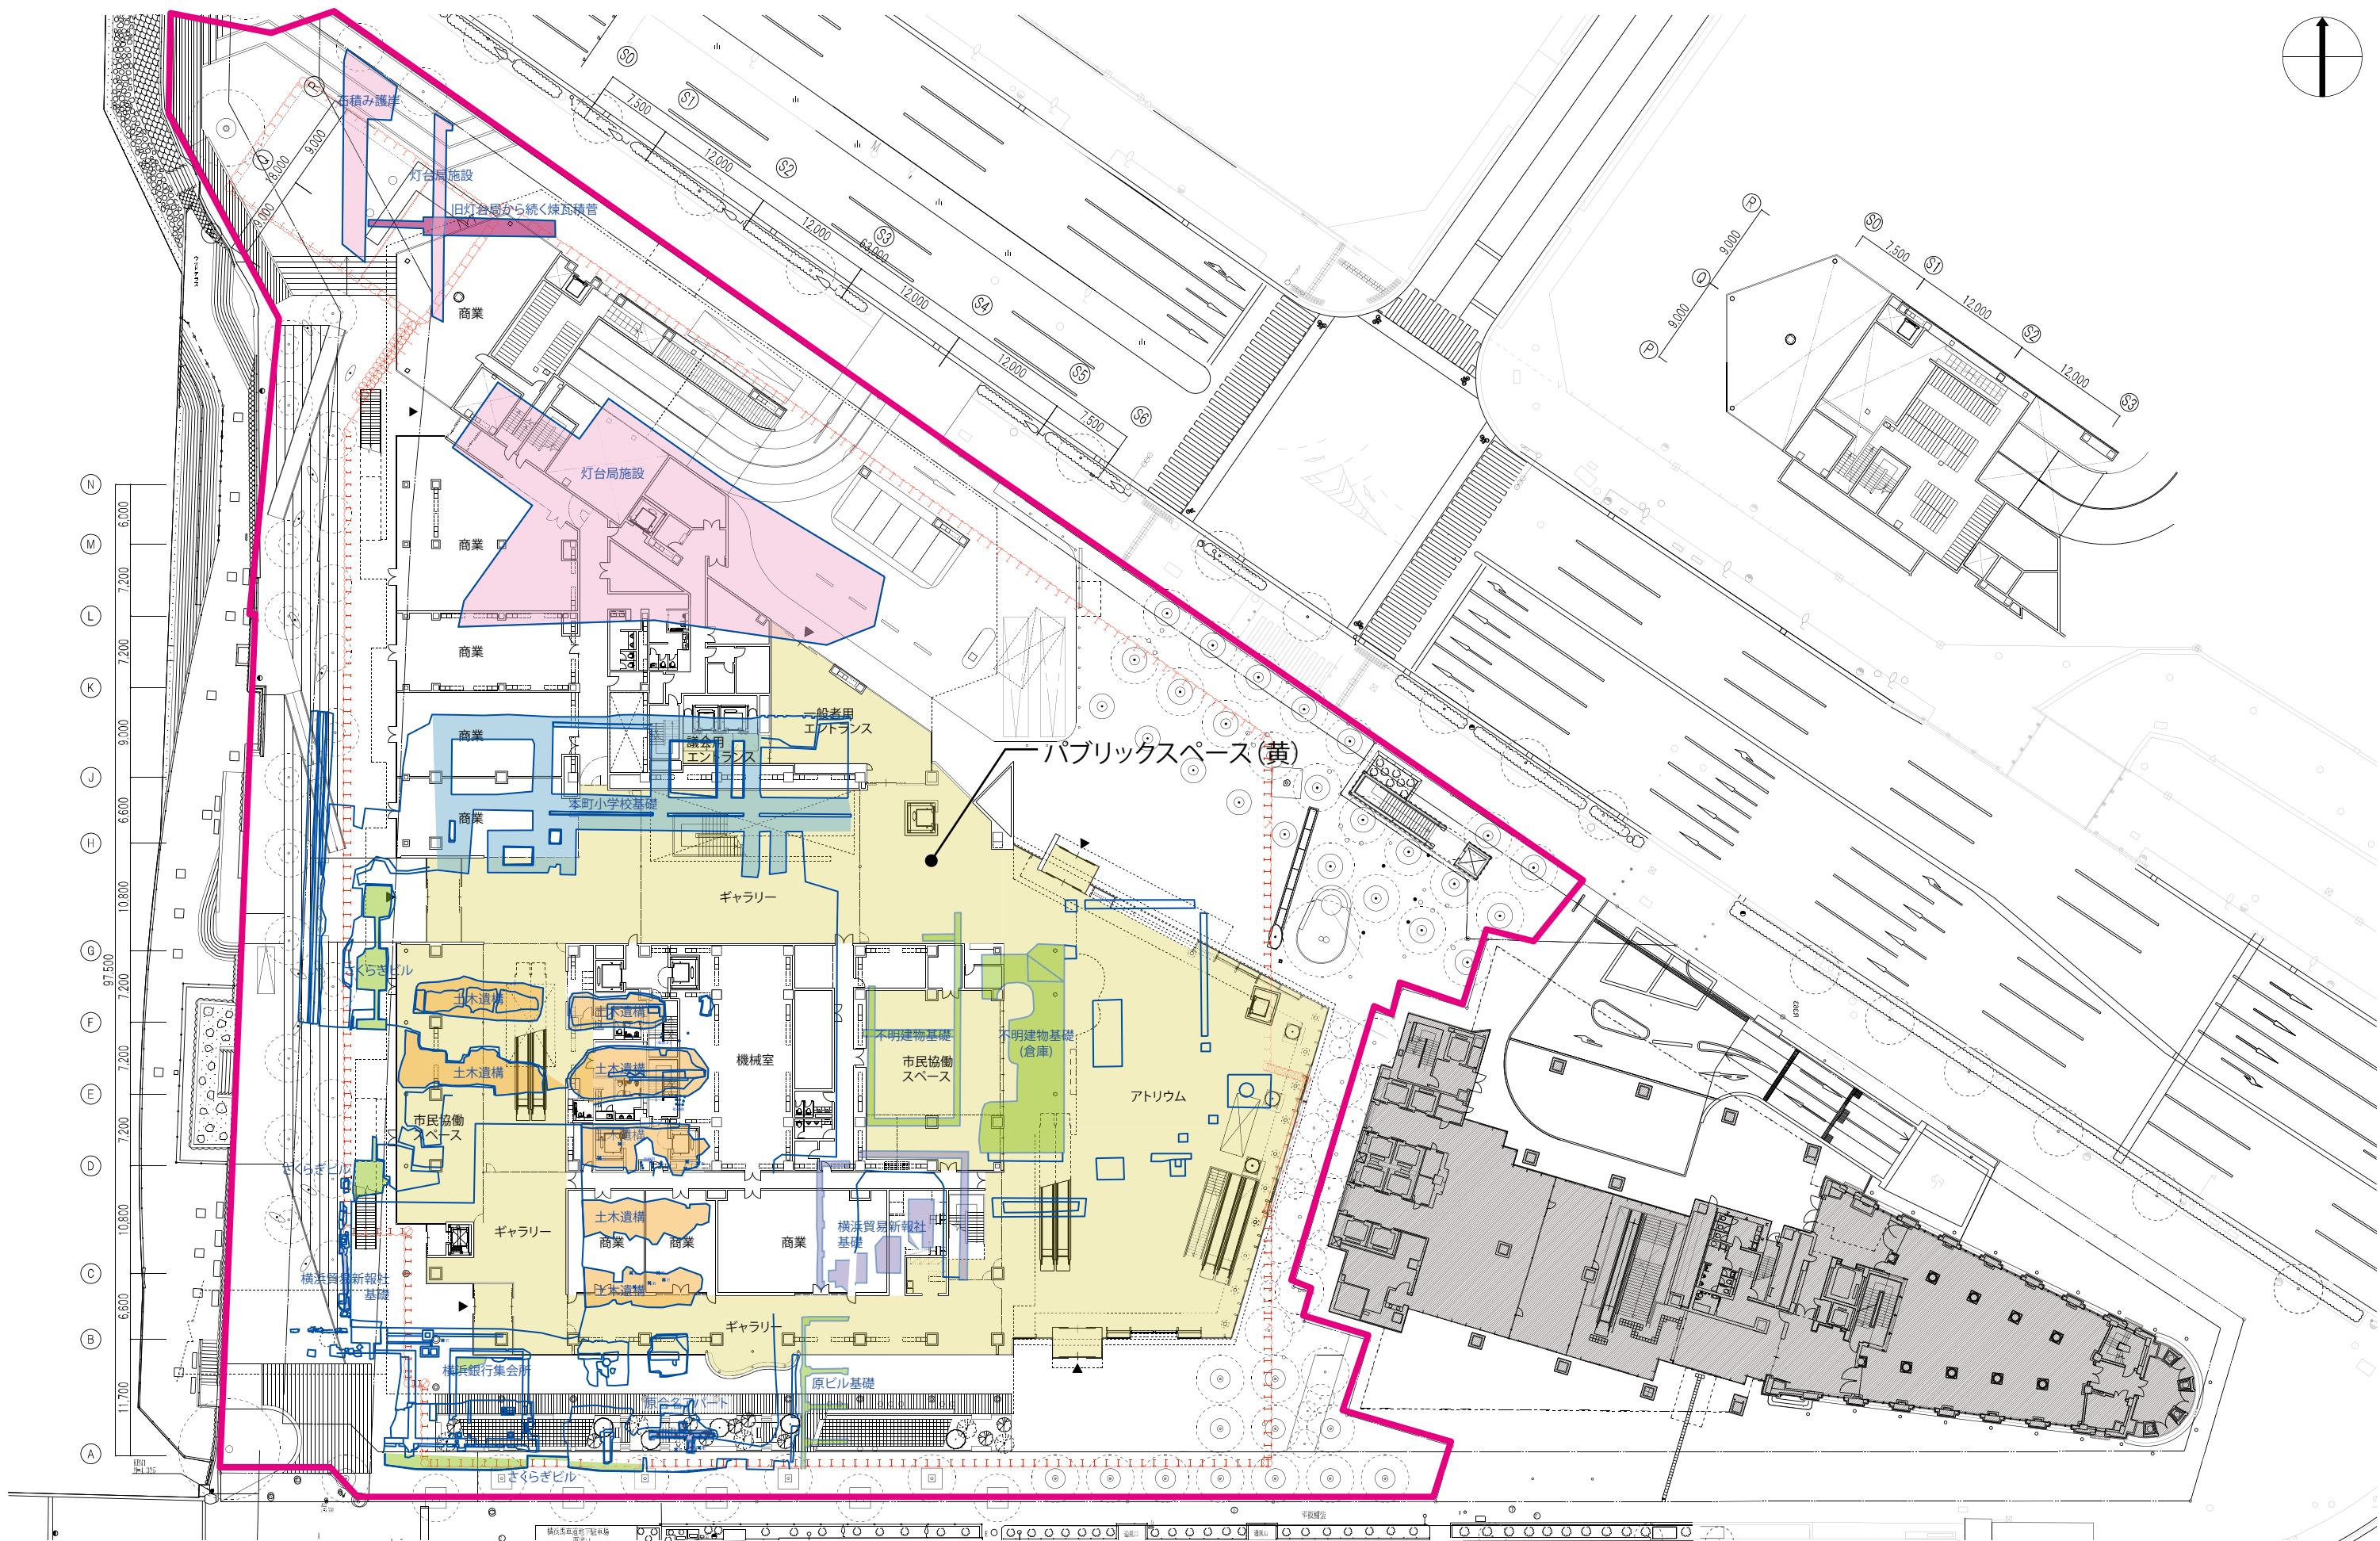 石積み護岸
灯台局施設
旧灯台局から続く煉瓦積菅
R
Q
9,000
8,000
9,000
S0
S1
S2
S3
S4
S5
S6
7,500
12,000
12,000
63,000
12,000
12,000
7,500
R
Q
P
9,000
9,000
S0
S1
S2
S3
7,500
12,000
12,000
商業
灯台局施設
商業
商業
商業
商業
N
M
L
K
J
H
G
F
E
D
C
B
A
6,000
7,200
7,200
9,000
6,600
10,800
97,500
7,200
7,200
7,200
10,800
6,600
11,700
一般者用
エントランス
議会用
エントランス
パブリックスペース(黄)
本町小学校基礎
ギャラリー
さくらぎビル
土木遺構
土木遺構
土木遺構
土木遺構
土木遺構
機械室
不明建物基礎
市民協働
スペース
不明建物基礎
(倉庫)
アトリウム
市民協働
スペース
さくらぎビル
ギャラリー
土木遺構
商業
商業
商業
横浜貿易新報社
基礎
横浜貿易新報社
基礎
土木遺構
ギャラリー
横浜銀行集会所
原合名アパート
原ビル基礎
さくらぎビル
横浜馬車道地下駐車場